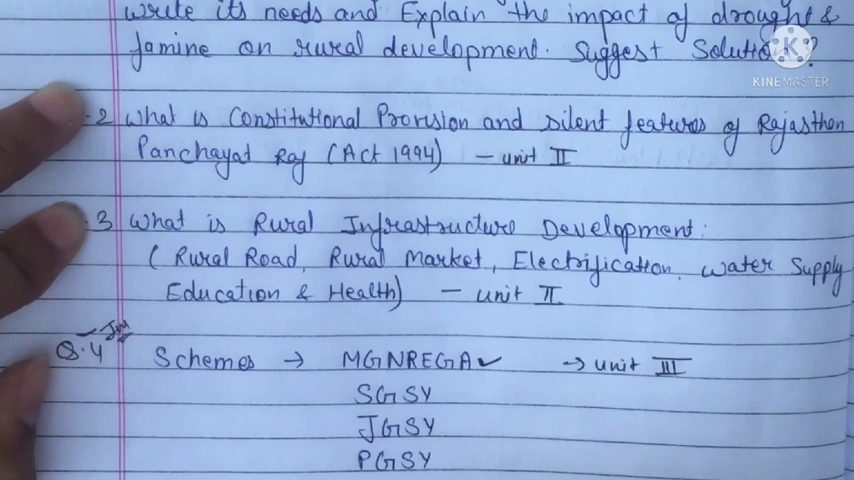 write its needs and Explain the impact of drought &
famine on rural development. Suggest Solution?
KINEMASTER
.2 What is Constitutional Provision and silent features of Rajasthan
Panchayat Raj (Act 1994) - unit II
3 What is Rural Infrastructure Development:
(Rural Road, Rural Market, Electrification, Water Supply
Education & Health) - unit II
Q.4 Schemes → MGNREGA ✓ → unit III
SGSY
JGSY
PGSY